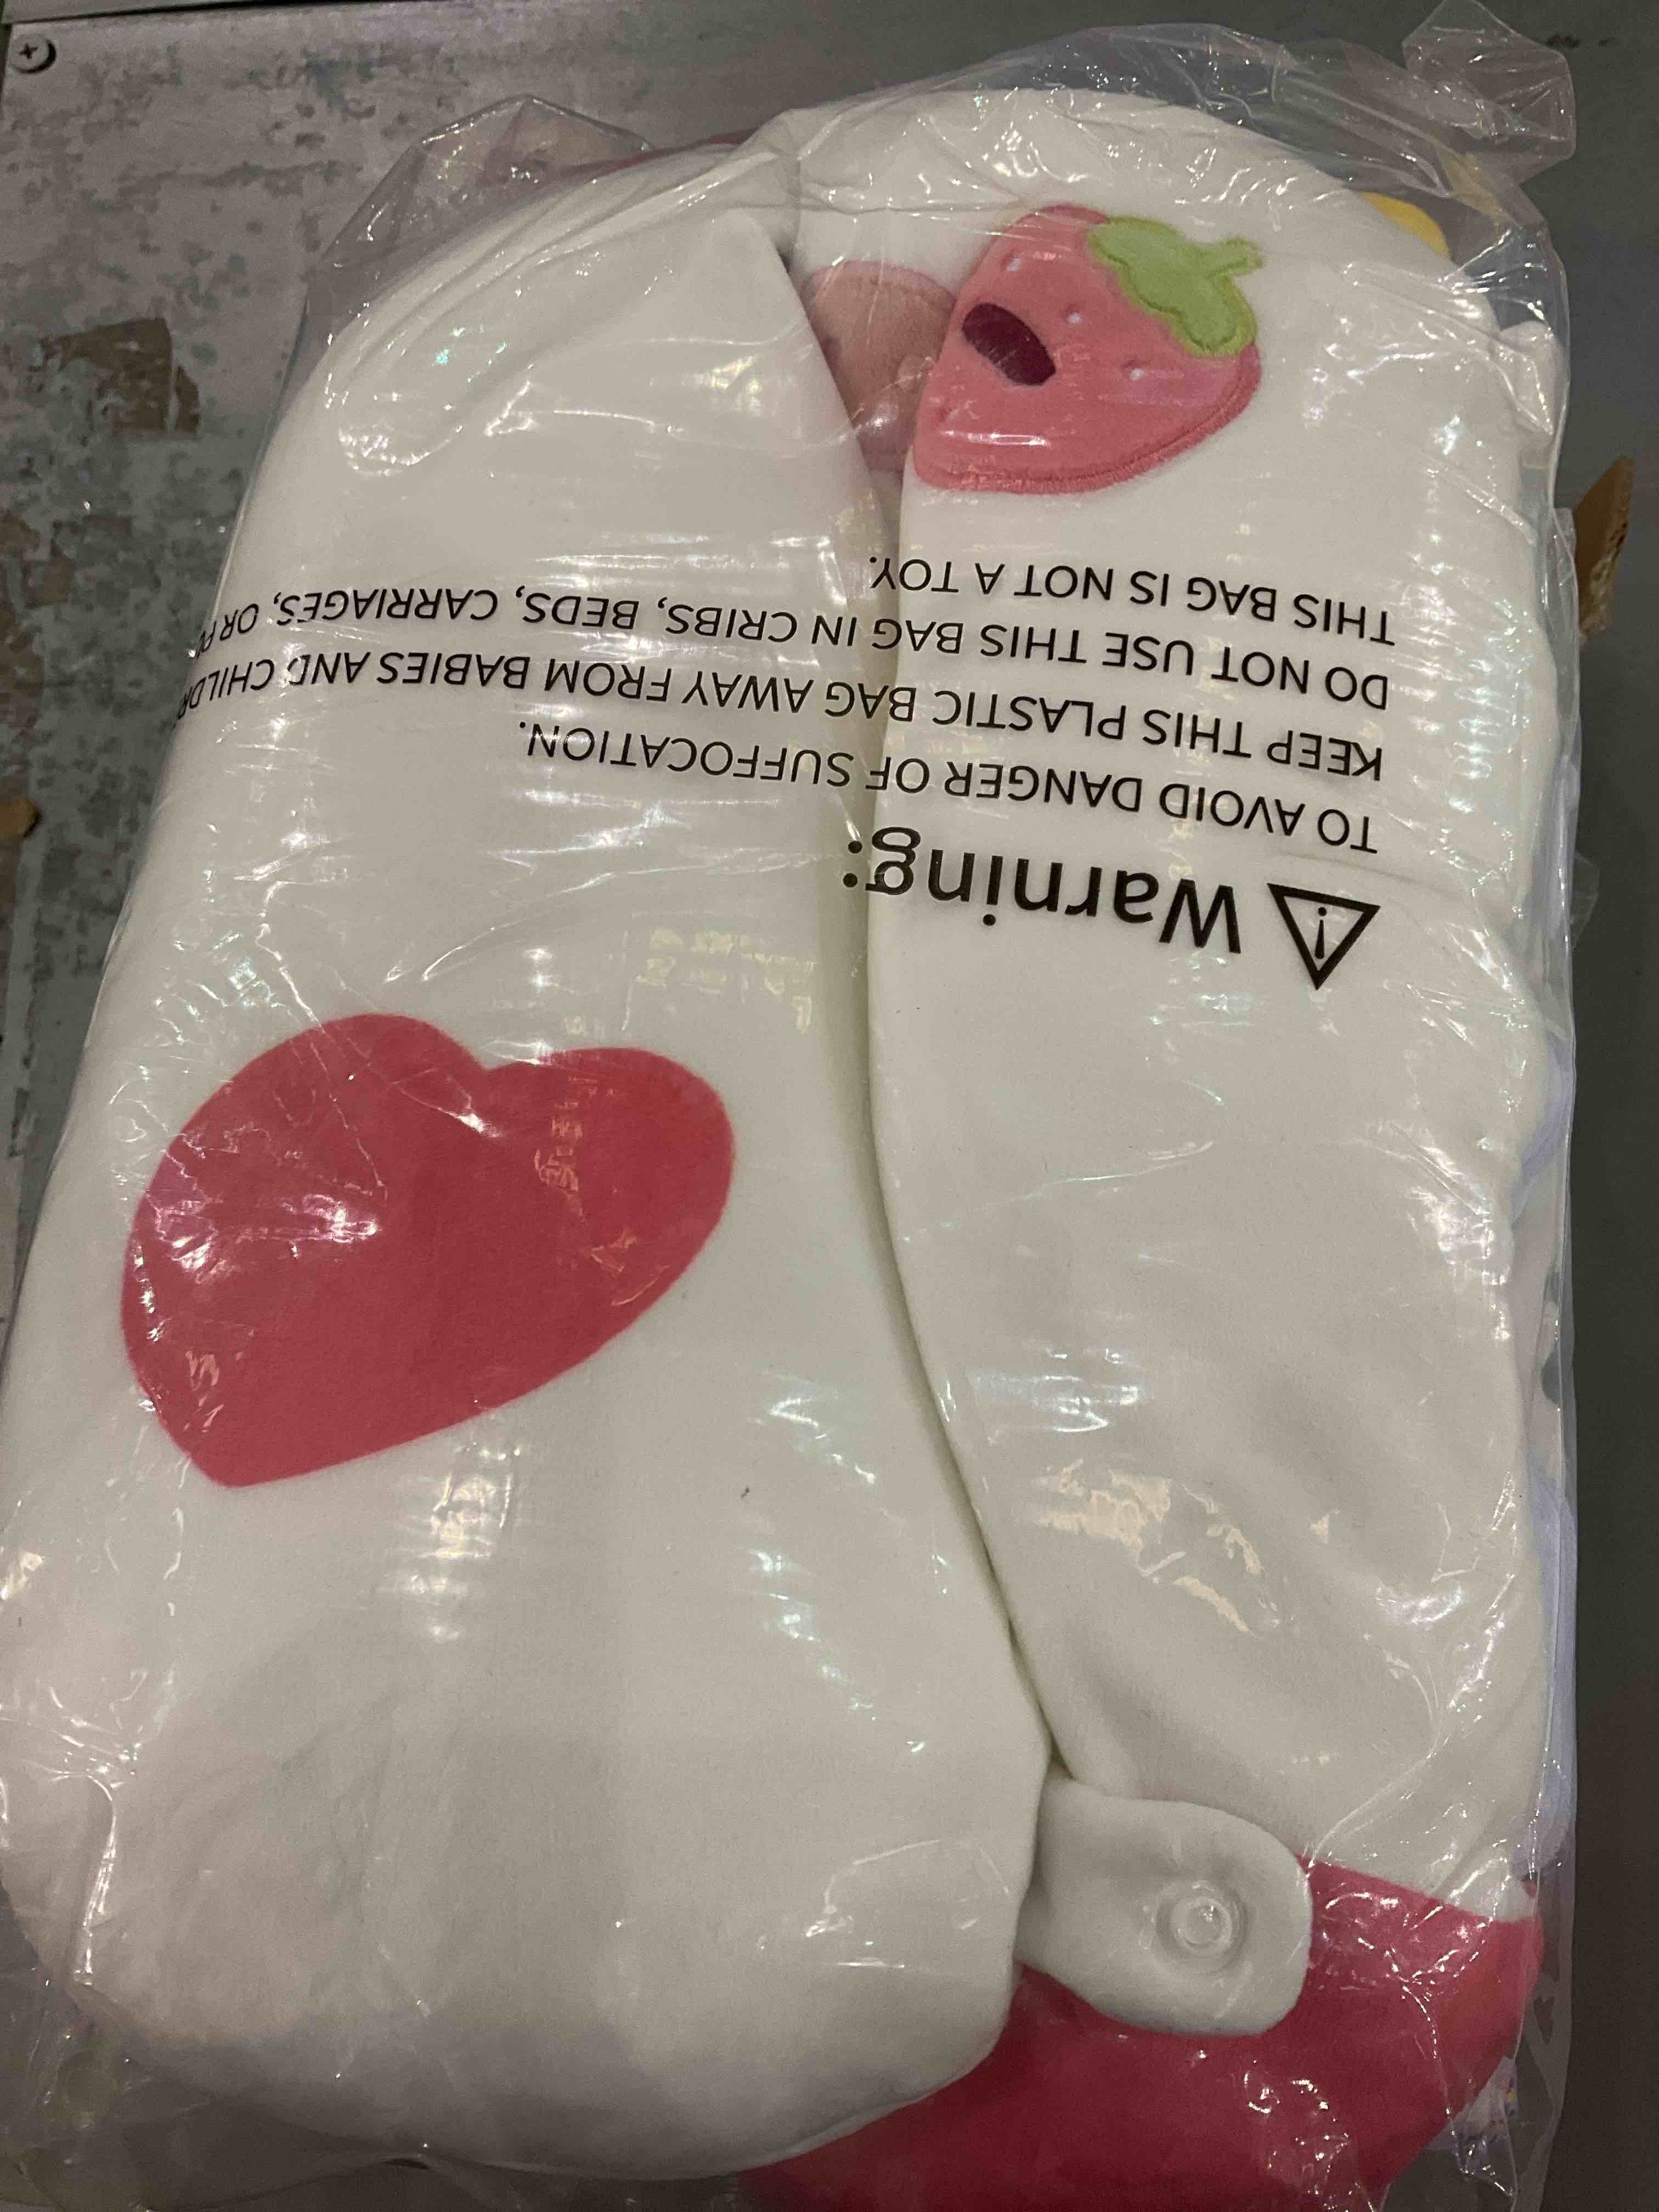 Warning:
TO AVOID DANGER OF SUFFOCATION.
KEEP THIS PLASTIC BAG AWAY FROM BABIES AND
DO NOT USE THIS BAG IN CRIBS, BEDS, CARRIAGES, OR
THIS BAG IS NOT A TOY.